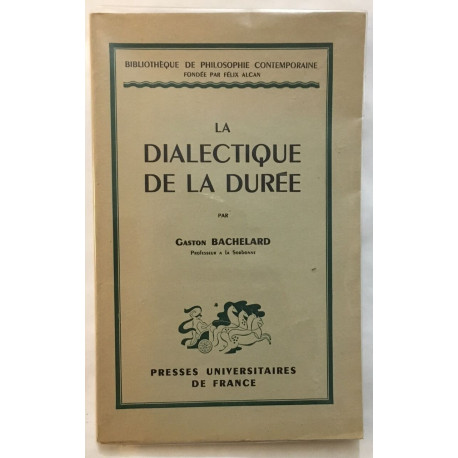 BIBLIOTHÈQUE DE PHILOSOPHIE CONTEMPORAINE
FONDÉE PAR FÉLIX ALCAN
LA
DIALECTIQUE
DE LA DURÉE
PAR
GASTON BACHELARD
Professeur a la Sorbonne
PRESSES UNIVERSITAIRES
DE FRANCE